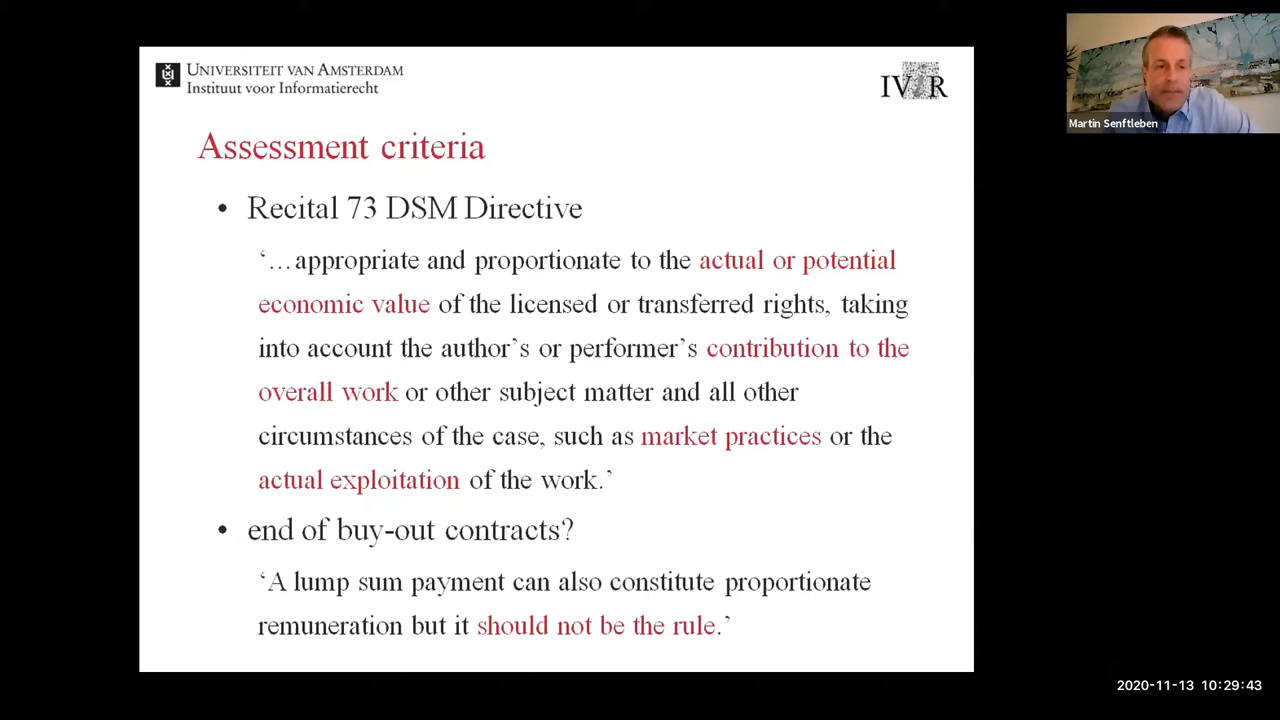 UNIVERSITEIT VAN AMSTERDAM
Instituut voor Informatierecht
IViR
Martin Senftleben
Assessment criteria
• Recital 73 DSM Directive
‘…appropriate and proportionate to the actual or potential
economic value of the licensed or transferred rights, taking
into account the author’s or performer’s contribution to the
overall work or other subject matter and all other
circumstances of the case, such as market practices or the
actual exploitation of the work.’
• end of buy-out contracts?
‘A lump sum payment can also constitute proportionate
remuneration but it should not be the rule.’
2020-11-13 10:29:43